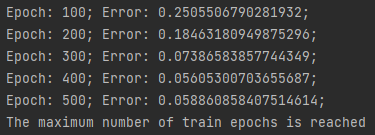 Epoch: 100; Error: 0.2505506790281932;
Epoch: 200; Error: 0.18463180949875296;
Epoch: 300; Error: 0.07386583857744349;
Epoch: 400; Error: 0.05605300703655687;
Epoch: 500; Error: 0.058860858407514614;
The maximum number of train epochs is reached